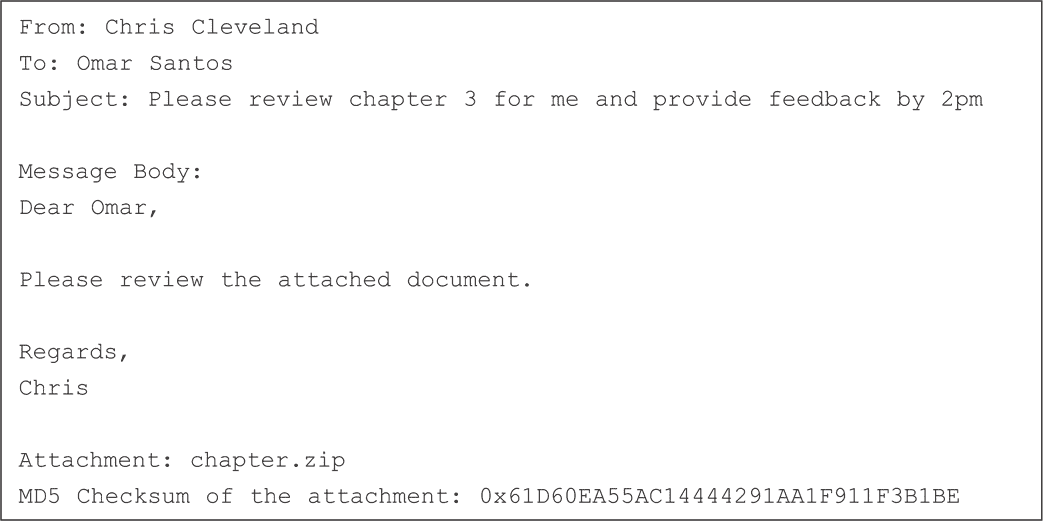 From: Chris Cleveland
To: Omar Santos
Subject: Please review chapter 3 for me and provide feedback by 2pm
Message Body:
Dear Omar,
Please review the attached document.
Regards,
Chris
Attachment: chapter.zip
MD5 Checksum of the attachment: 0x61D60EA55AC14444291AA1F911F3B1BE